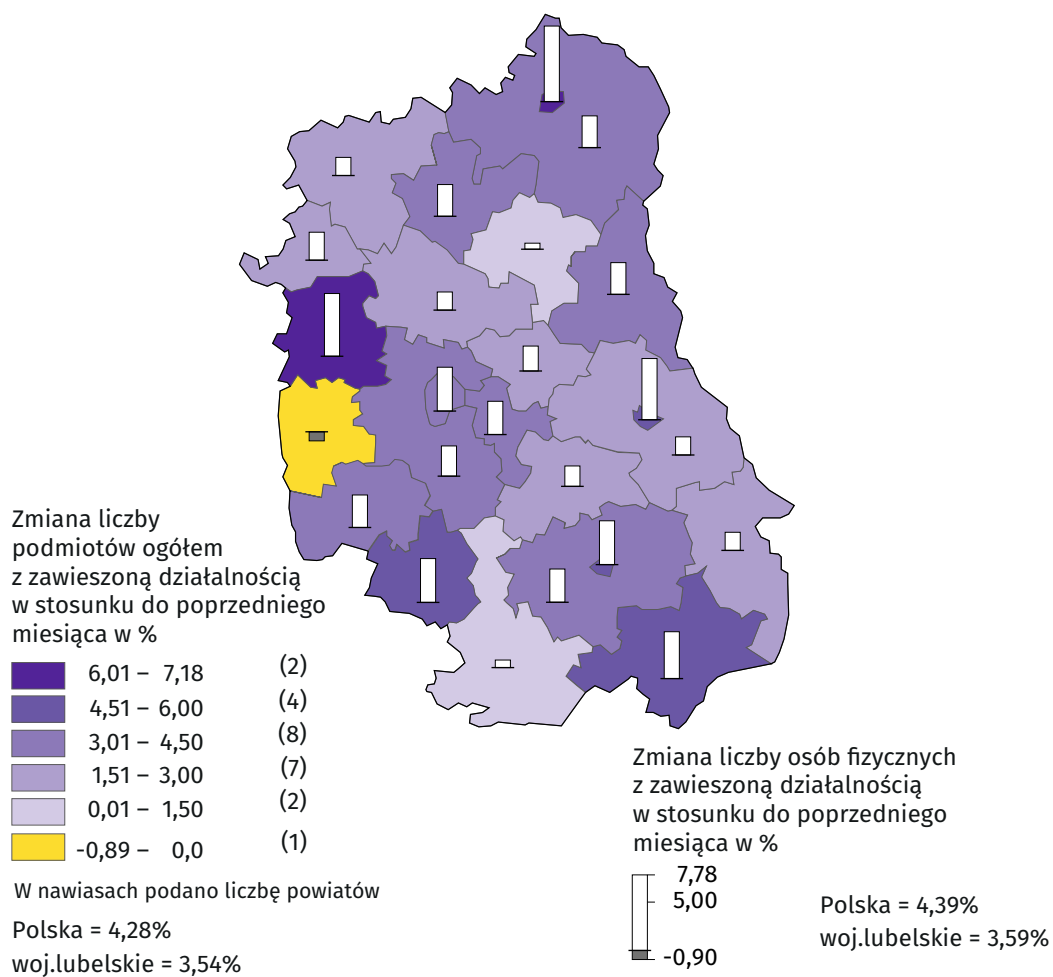 Zmiana liczby
podmiotów ogółem
z zawieszoną działalnością
w stosunku do poprzedniego
miesiąca w %
6,01 – 7,18 (2)
4,51 – 6,00 (4)
3,01 – 4,50 (8)
1,51 – 3,00 (7)
0,01 – 1,50 (2)
-0,89 – 0,0 (1)
W nawiasach podano liczbę powiatów
Polska = 4,28%
woj.lubelskie = 3,54%
Zmiana liczby osób fizycznych
z zawieszoną działalnością
w stosunku do poprzedniego
miesiąca w %
7,78
5,00
-0,90
Polska = 4,39%
woj.lubelskie = 3,59%